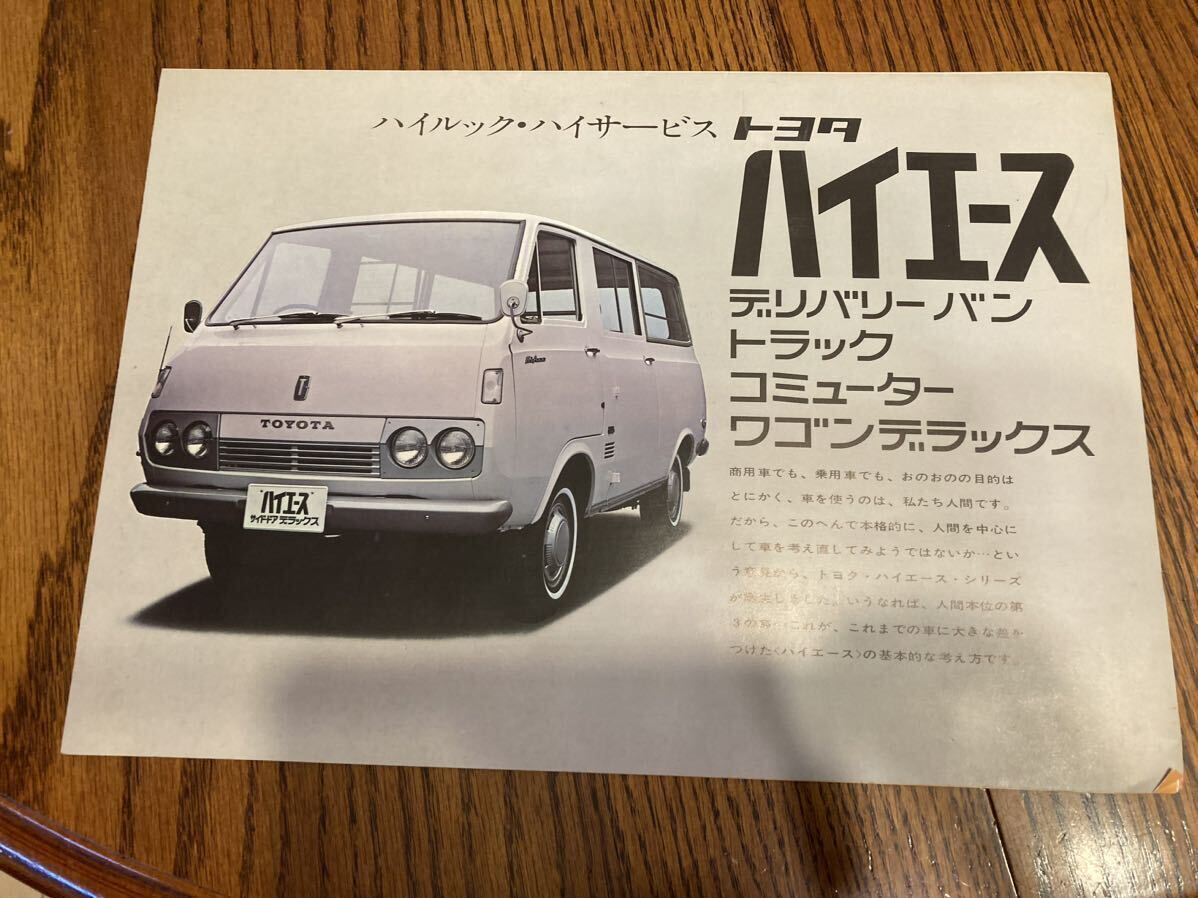 ハイルック・ハイサービス トヨタ
ハイエース
デリバリーバン
トラック
コミューター
ワゴンデラックス
商用車でも、乗用車でも、おのおのの目的は
とにかく、車を使うのは、私たち人間です。
だから、このへんで本格的に、人間を中心に
して車を考え直してみようではないか…とい
う意見から、トヨタ・ハイエース・シリーズ
が誕生しました。いうなれば、人間本位の第
3の これが、これまでの車に大きな差を
つけた〈ハイエース〉の基本的な考え方です。
TOYOTA
"ハイエース"
サイドドア デラックス